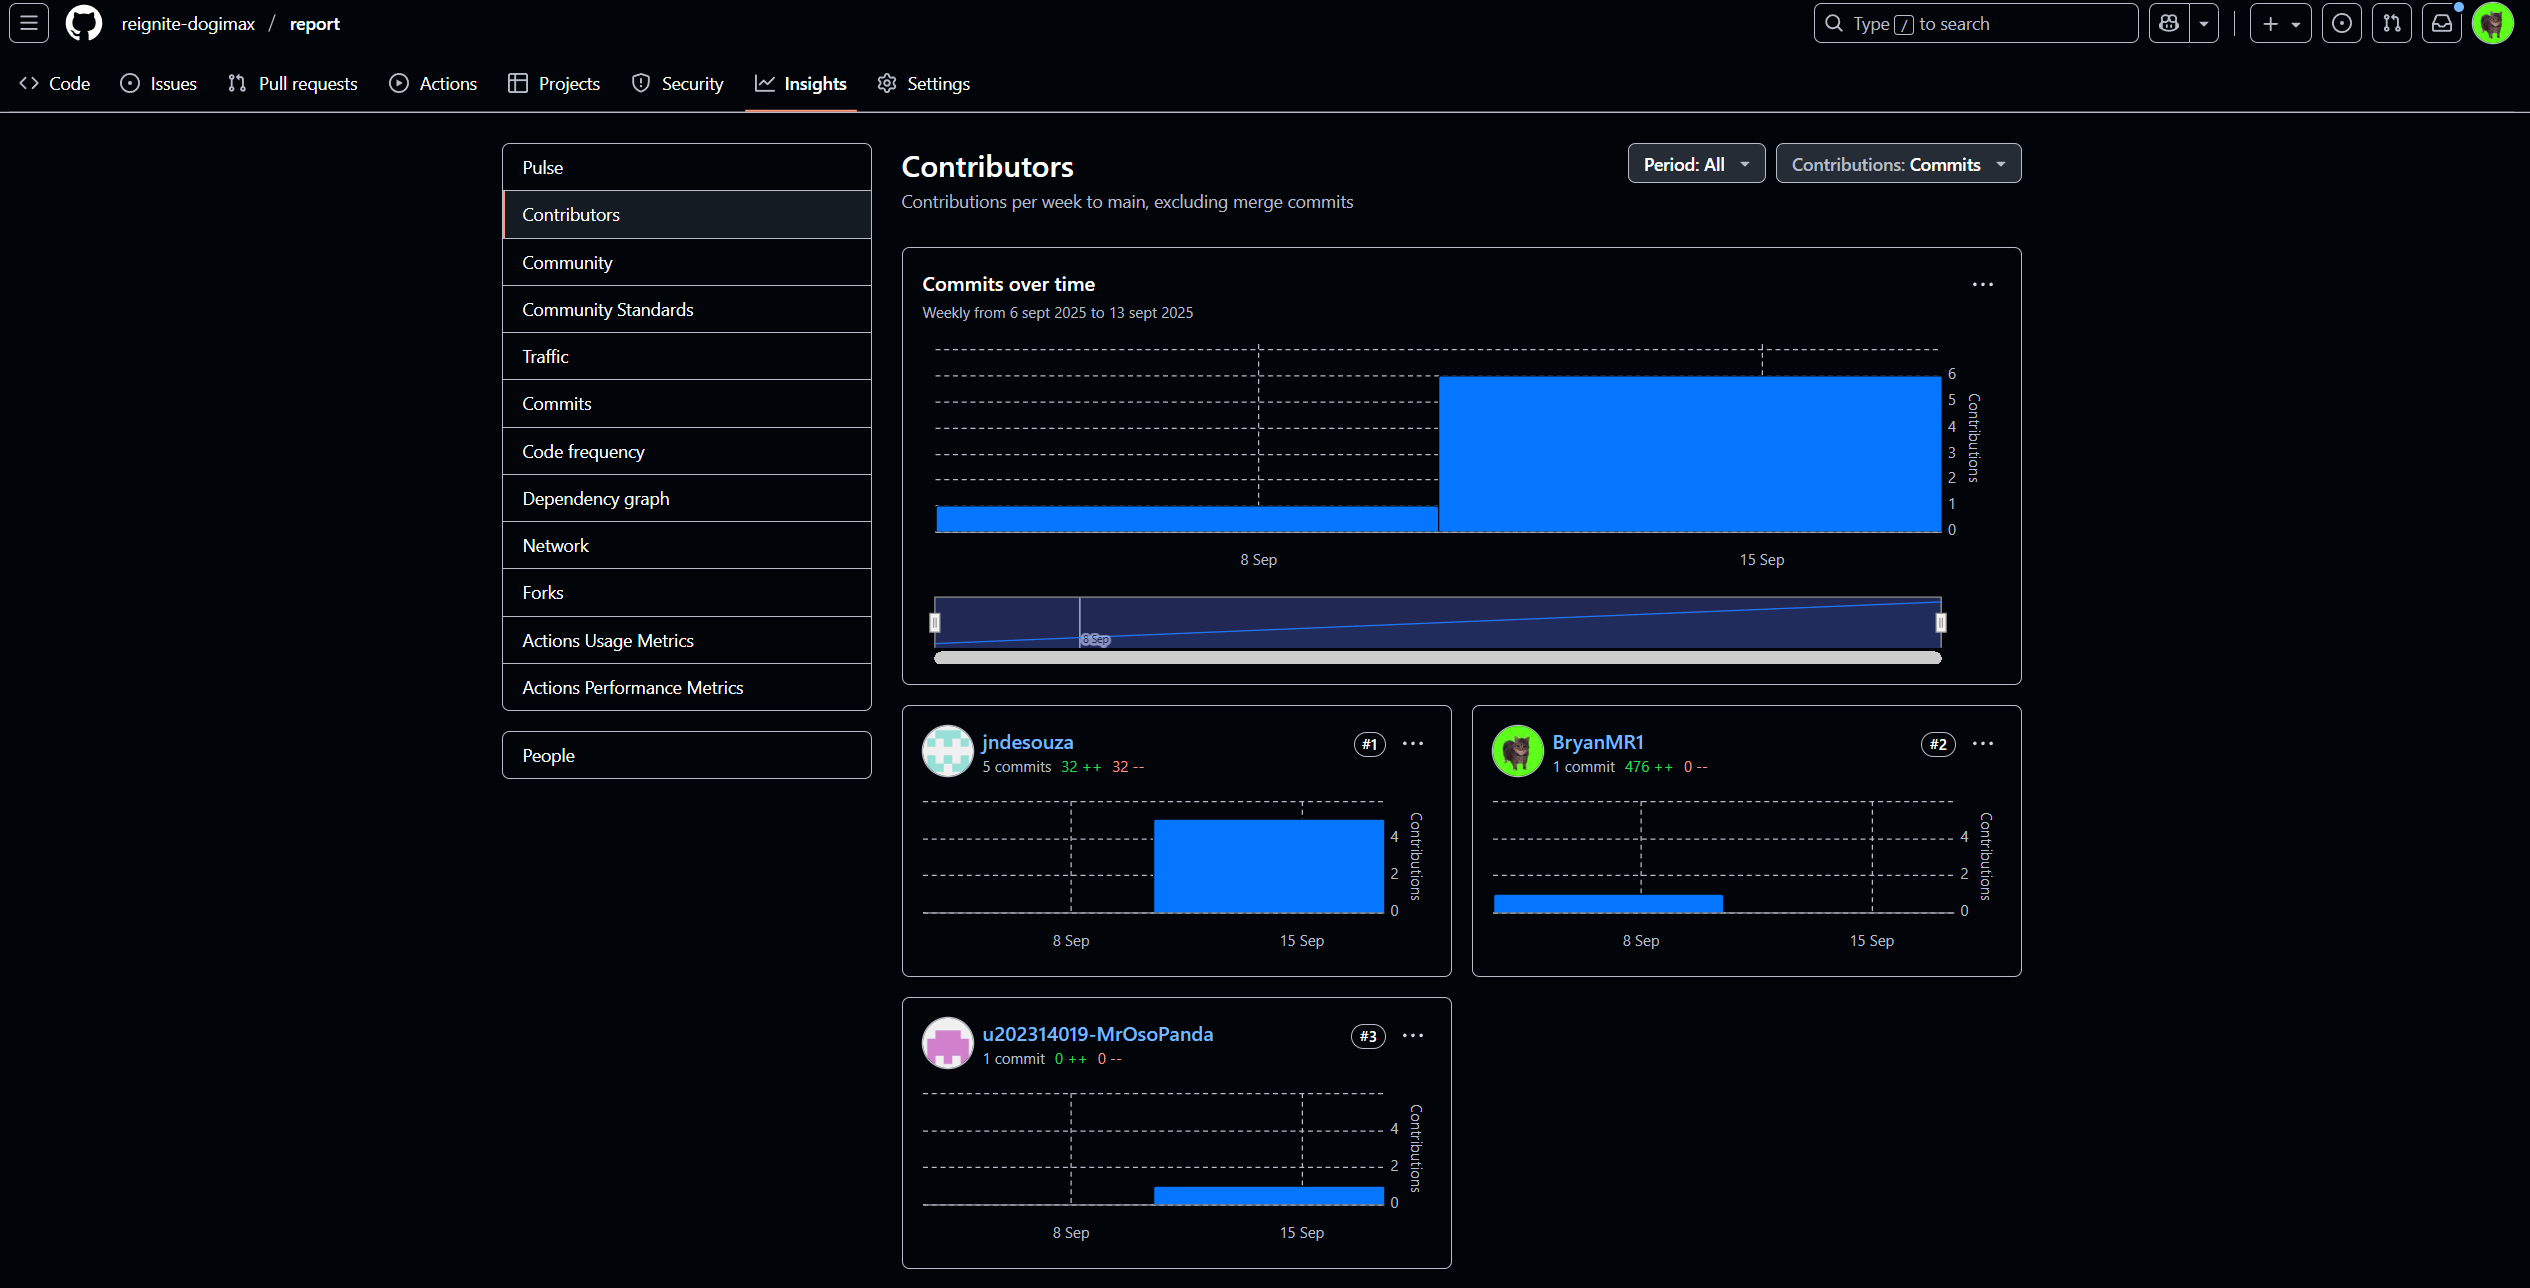 reignite-dogimax / report
Type / to search
Code Issues Pull requests Actions Projects Security Insights Settings
Pulse
Contributors
Community
Community Standards
Traffic
Commits
Code frequency
Dependency graph
Network
Forks
Actions Usage Metrics
Actions Performance Metrics
People
Contributors
Period: All
Contributions: Commits
Contributions per week to main, excluding merge commits
Commits over time
Weekly from 6 sept 2025 to 13 sept 2025
6
5
4
3
2
1
0
Contributions
8 Sep 15 Sep
8 Sep
jndesouza #1
5 commits 32 ++ 32 --
4
2
0
Contributions
8 Sep 15 Sep
BryanMR1 #2
1 commit 476 ++ 0 --
4
2
0
Contributions
8 Sep 15 Sep
u202314019-MrOsoPanda #3
1 commit 0 ++ 0 --
4
2
0
Contributions
8 Sep 15 Sep